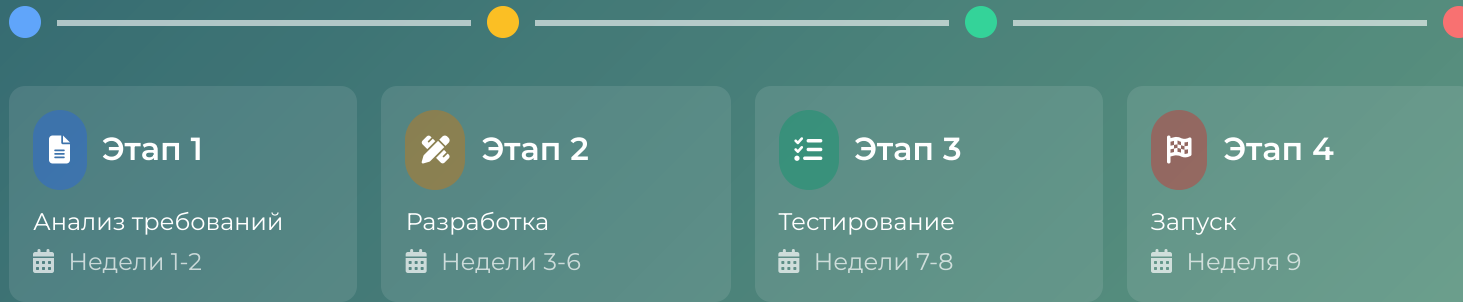 Этап 1
Анализ требований
Недели 1-2
Этап 2
Разработка
Недели 3-6
Этап 3
Тестирование
Недели 7-8
Этап 4
Запуск
Неделя 9